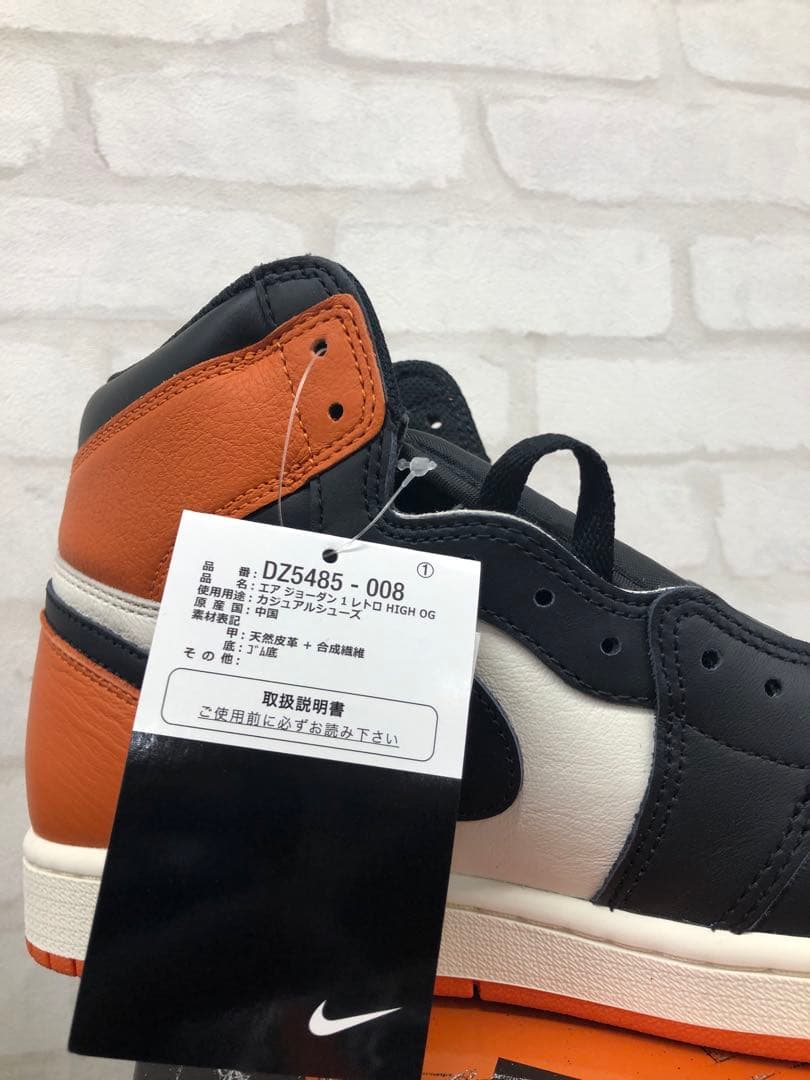 品番：DZ5485 - 008 ①
品名：エア ジョーダン 1 レトロ HIGH OG
使用用途：カジュアルシューズ
原産国：中国
素材表記
甲：天然皮革 + 合成繊維
底：ｺﾞﾑ底
その他：
取扱説明書
ご使用前に必ずお読み下さい